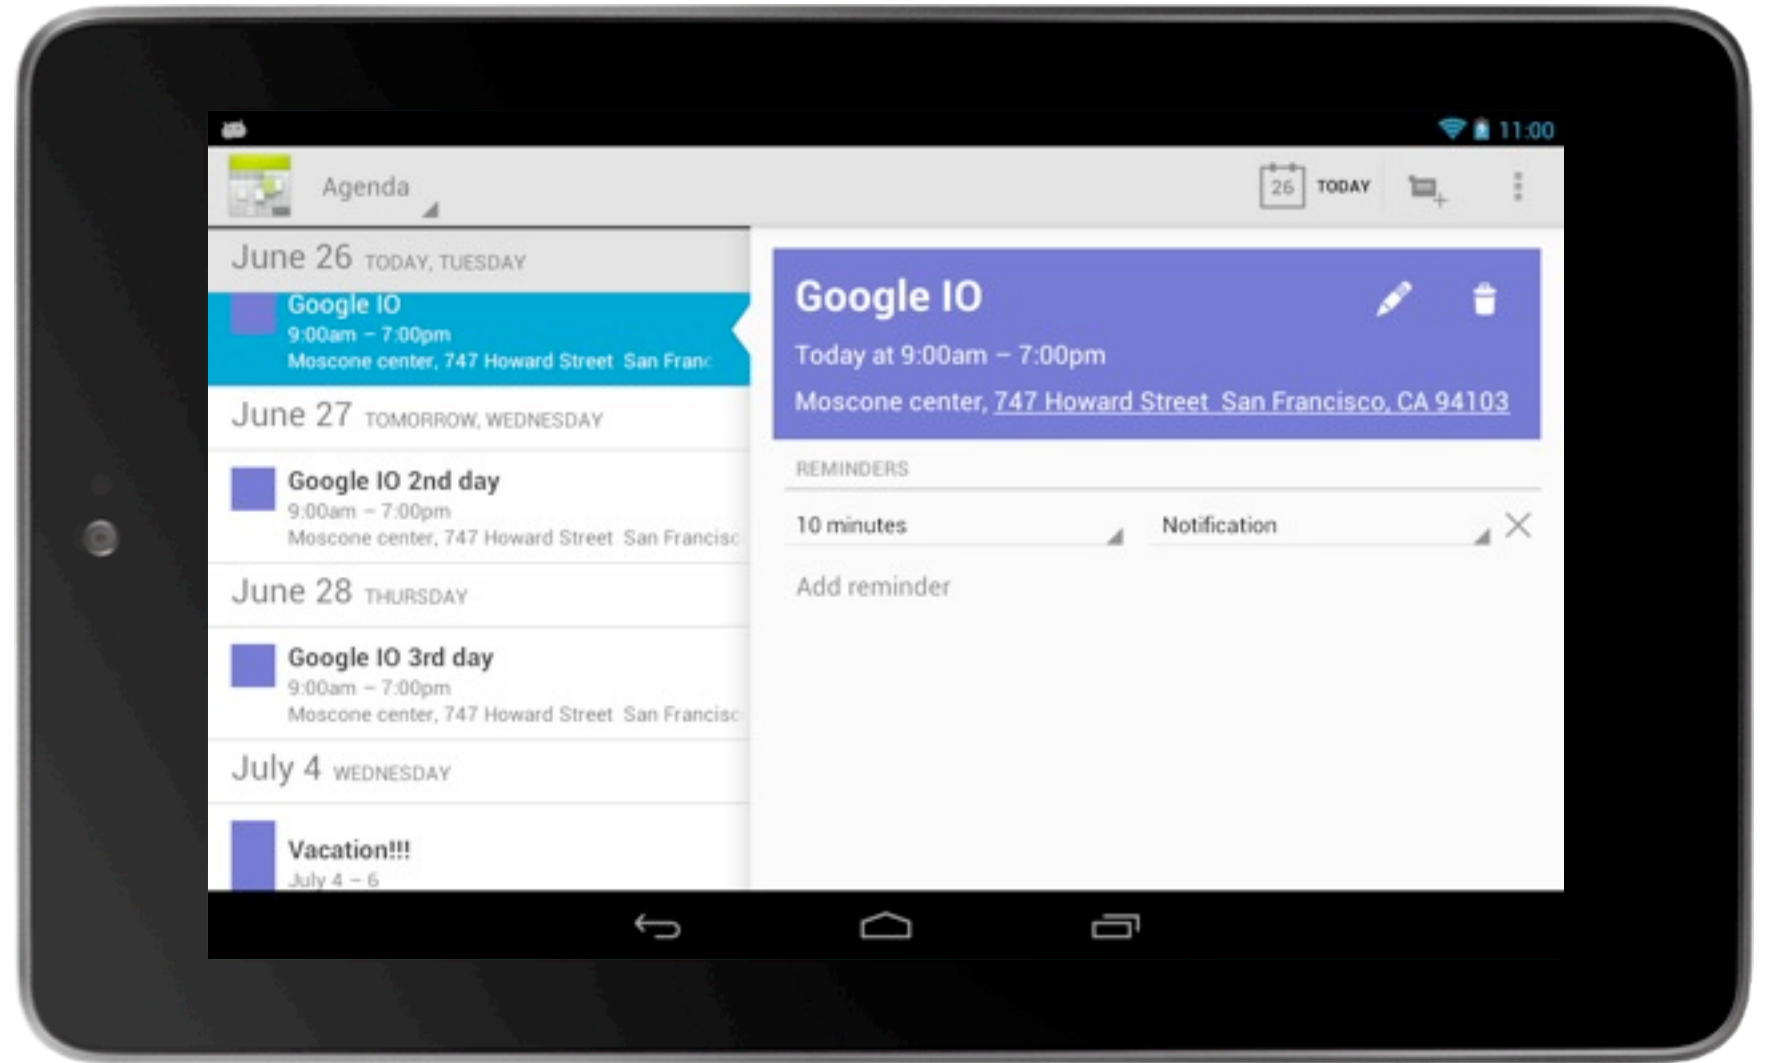 11:00
Agenda
26 TODAY
June 26 TODAY, TUESDAY
Google IO
9:00am – 7:00pm
Moscone center, 747 Howard Street  San Franc
June 27 TOMORROW, WEDNESDAY
Google IO 2nd day
9:00am – 7:00pm
Moscone center, 747 Howard Street  San Francisc
June 28 THURSDAY
Google IO 3rd day
9:00am – 7:00pm
Moscone center, 747 Howard Street  San Francisc
July 4 WEDNESDAY
Vacation!!!
July 4 – 6
Google IO
Today at 9:00am – 7:00pm
Moscone center, 747 Howard Street  San Francisco, CA 94103
REMINDERS
10 minutes
Notification
Add reminder